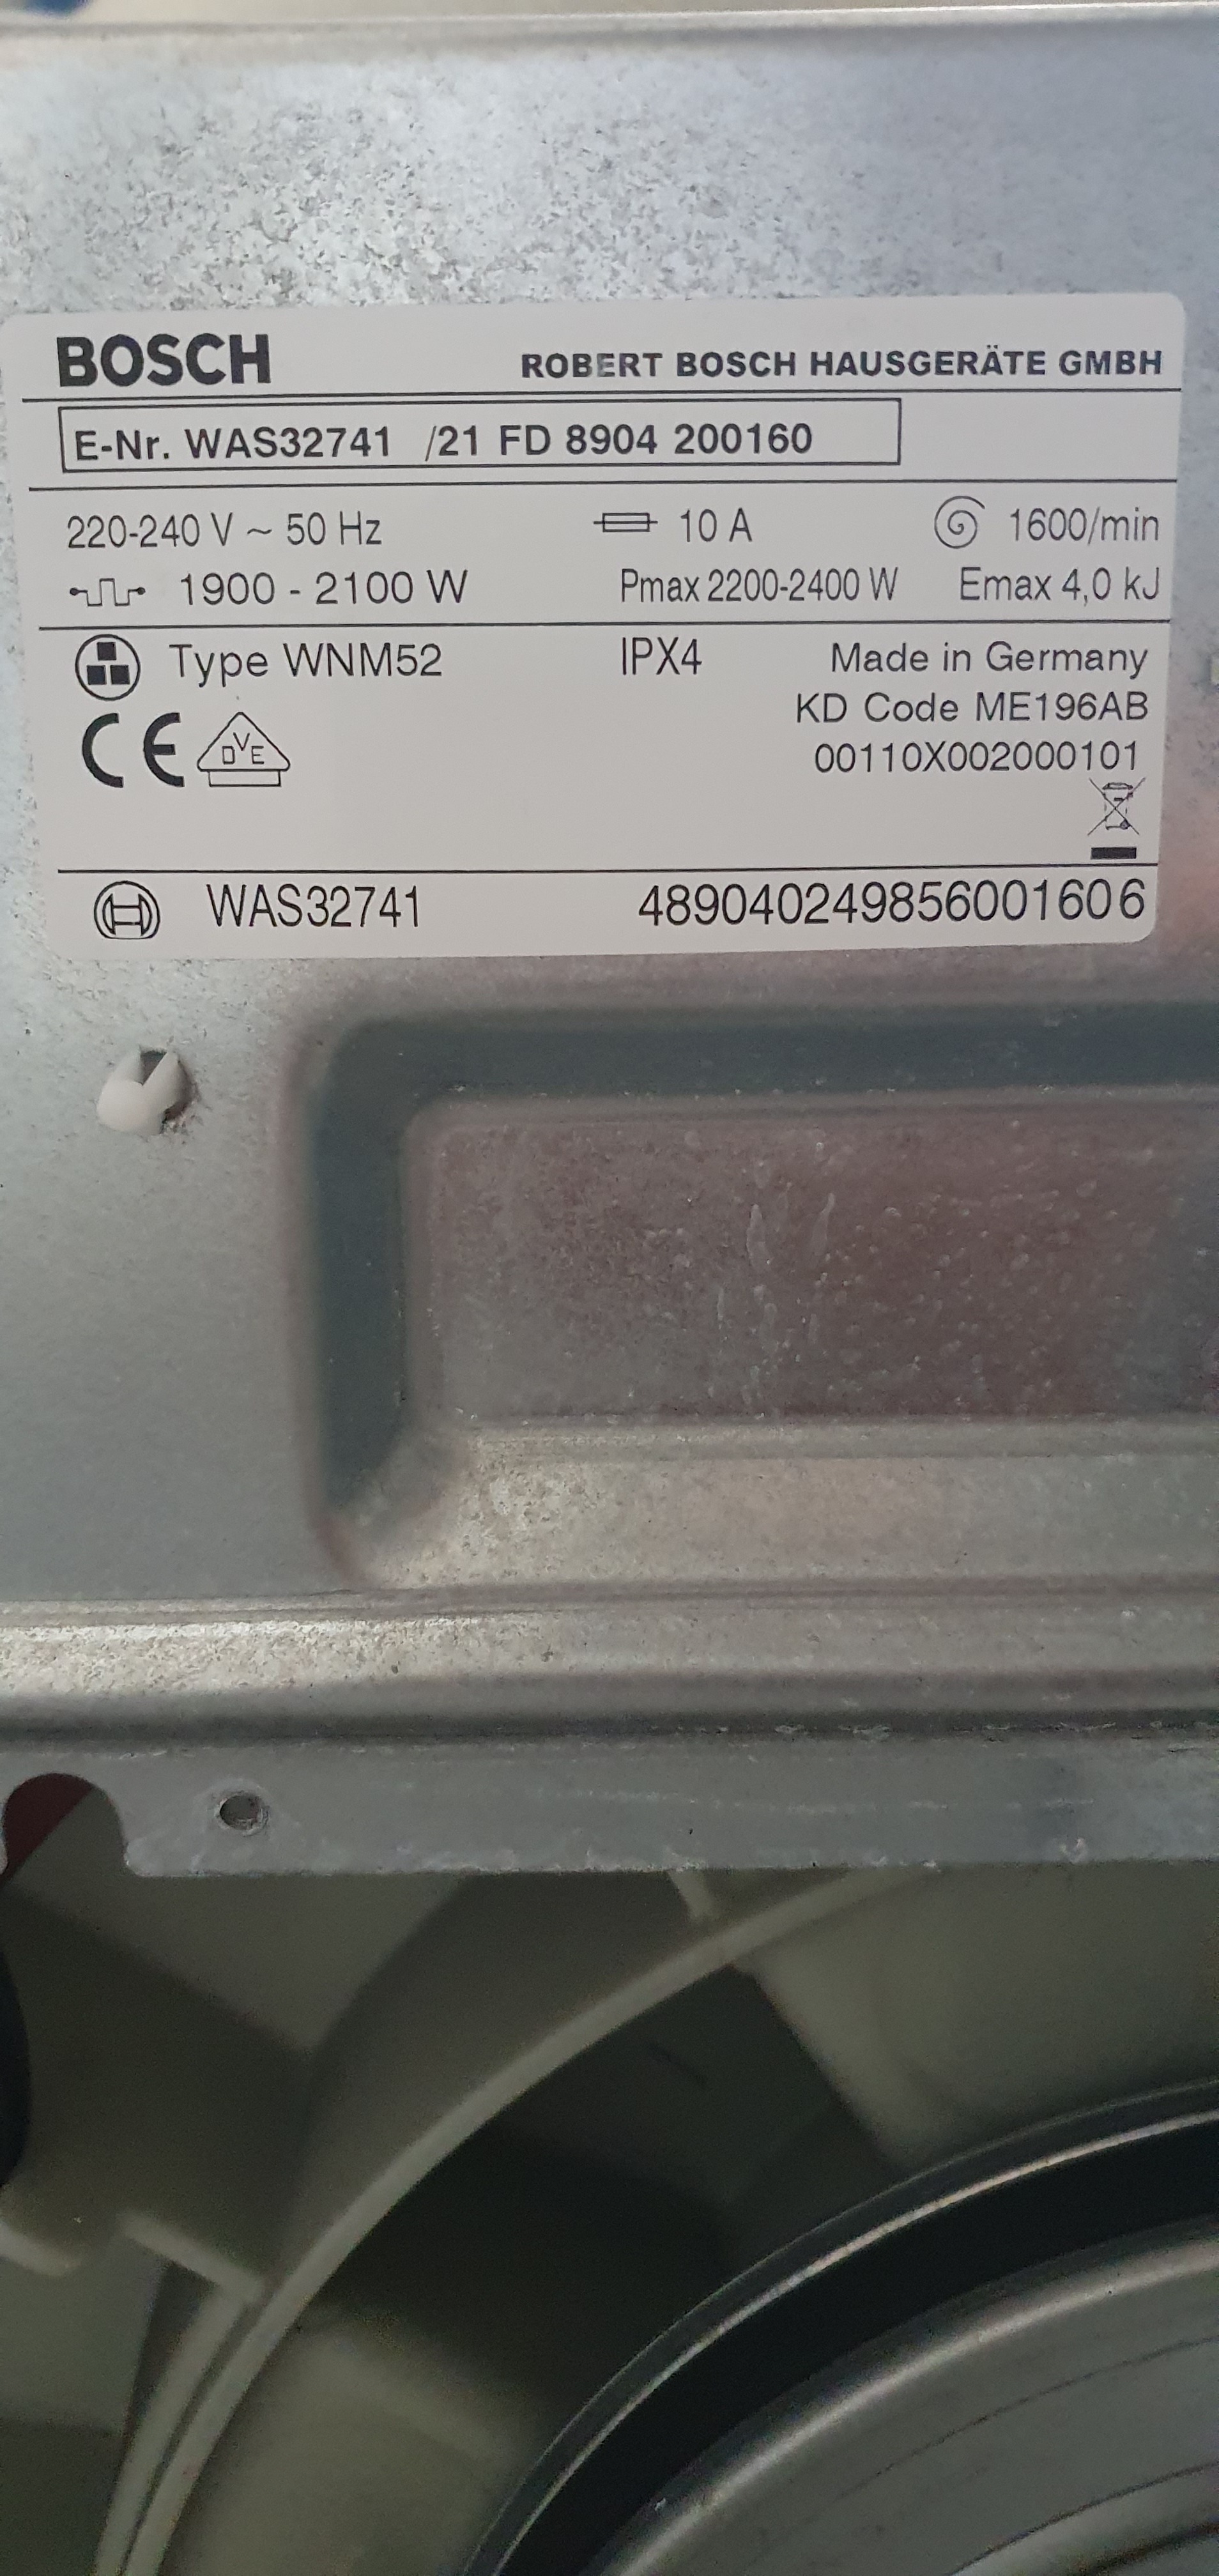 BOSCH ROBERT BOSCH HAUSGERÄTE GMBH
E-Nr. WAS32741 /21 FD 8904 200160
220-240 V ~ 50 Hz 10 A 1600/min
1900 - 2100 W Pmax 2200-2400 W Emax 4,0 kJ
Type WNM52 IPX4 Made in Germany
KD Code ME196AB
CE DVE 00110X002000101
WAS32741 489040249856001606